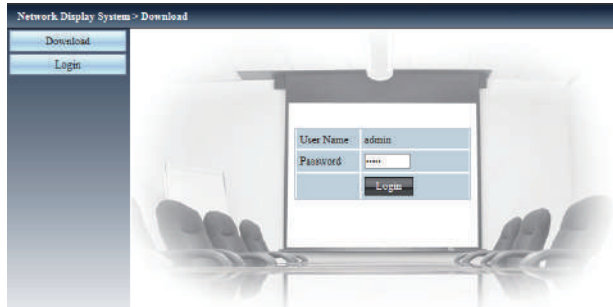 Network Display System > Download
Download
Login
User Name admin
Password •••••
Login